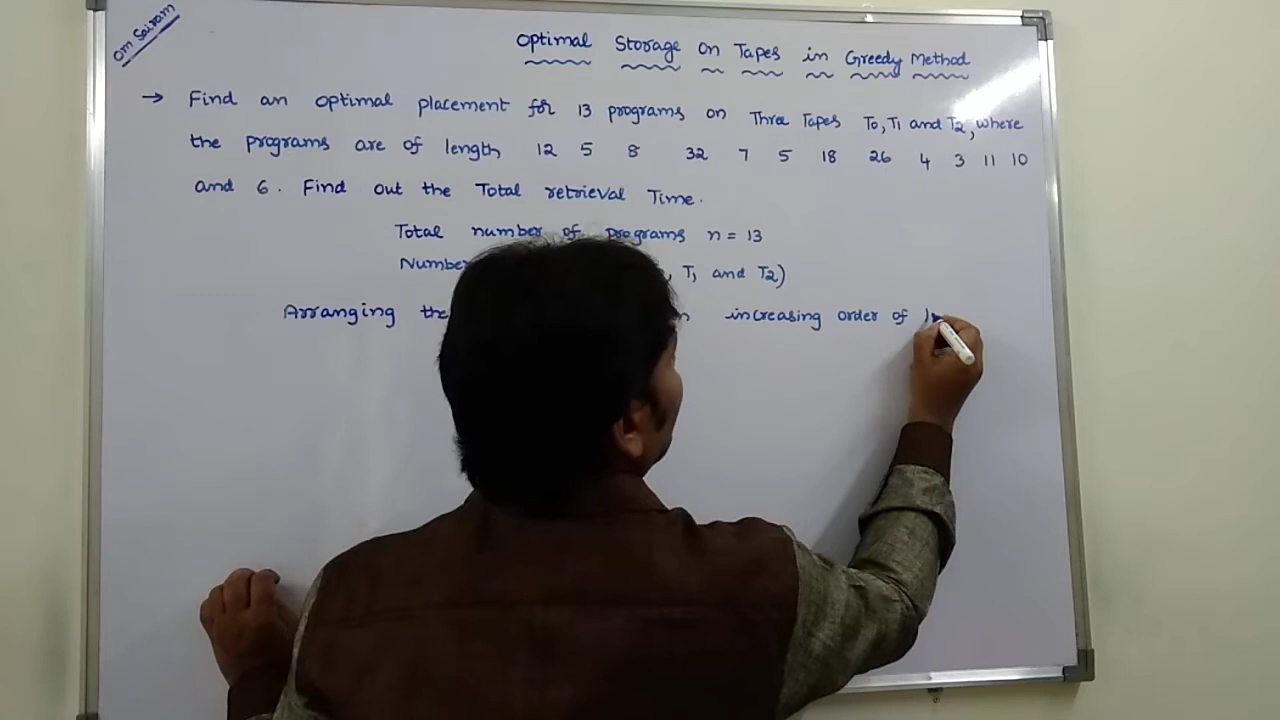 Om Sairam
Optimal Storage on Tapes in Greedy Method
→ Find an optimal placement for 13 programs on Three Tapes T0, T1 and T2, where
the programs are of length 12 5 8 32 7 5 18 26 4 3 11 10
and 6. Find out the Total retrieval Time.
Total number of programs n = 13
Number , T1 and T2)
Arranging the increasing order of